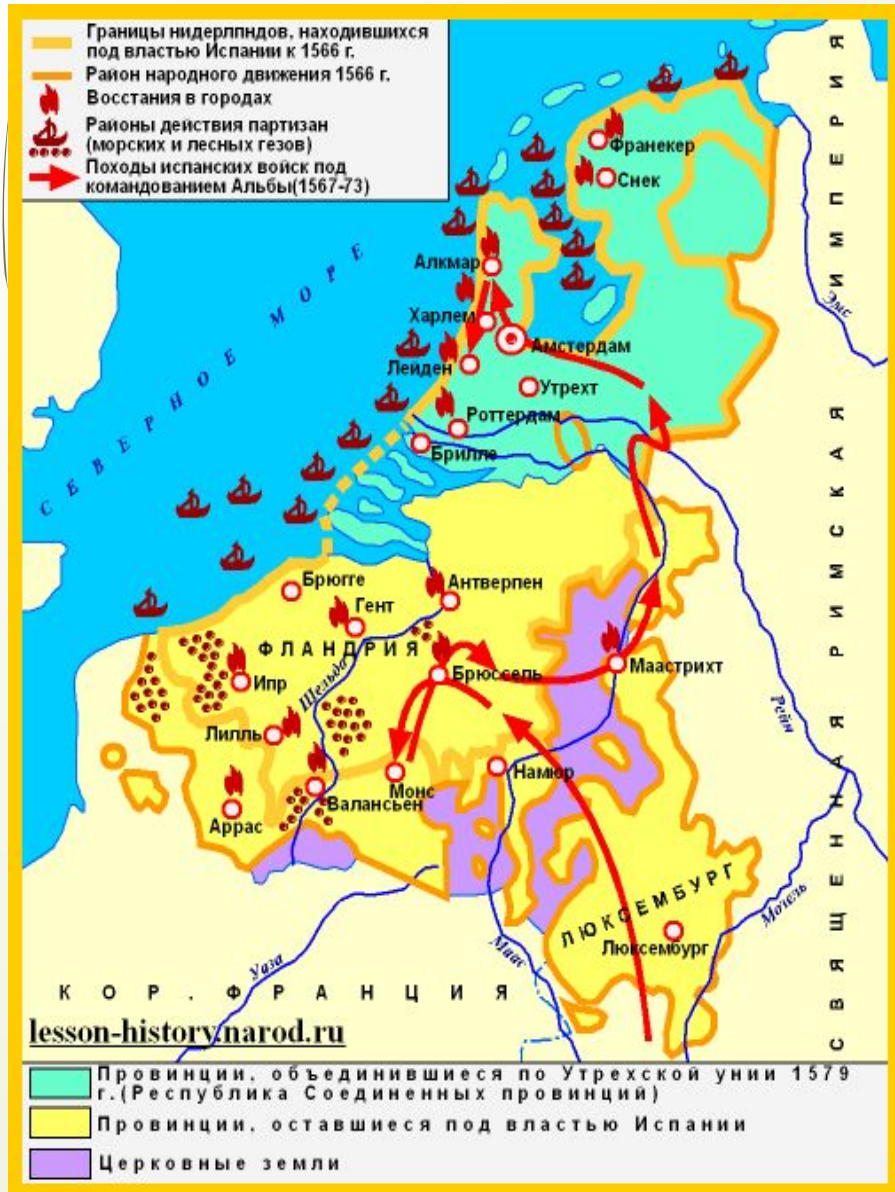 Границы нидерлпндов, находившихся
под властью Испании к 1566 г.
Район народного движения 1566 г.
Восстания в городах
Районы действия партизан
(морских и лесных гезов)
Походы испанских войск под
командованием Альбы(1567-73)
СЕВЕРНОЕ МОРЕ
СВЯЩЕННАЯ РИМСКАЯ ИМПЕРИЯ
Франекер
Снек
Алкмар
Эмс
Харлем
Амстердам
Лейден
Утрехт
Роттердам
Брилле
Брюгге
Антверпен
Гент
ФЛАНДРИЯ
Брюссель
Маастрихт
Ипр
Шельда
Рейн
Лилль
Монс
Намюр
Валансьен
Аррас
ЛЮКСЕМБУРГ
Люксембург
Мозель
Маас
Уаза
КОР. ФРАНЦИЯ
lesson-history.narod.ru
Провинции, объединившиеся по Утрехской унии 1579
г.(Республика Соединенных провинций)
Провинции, оставшиеся под властью Испании
Церковные земли